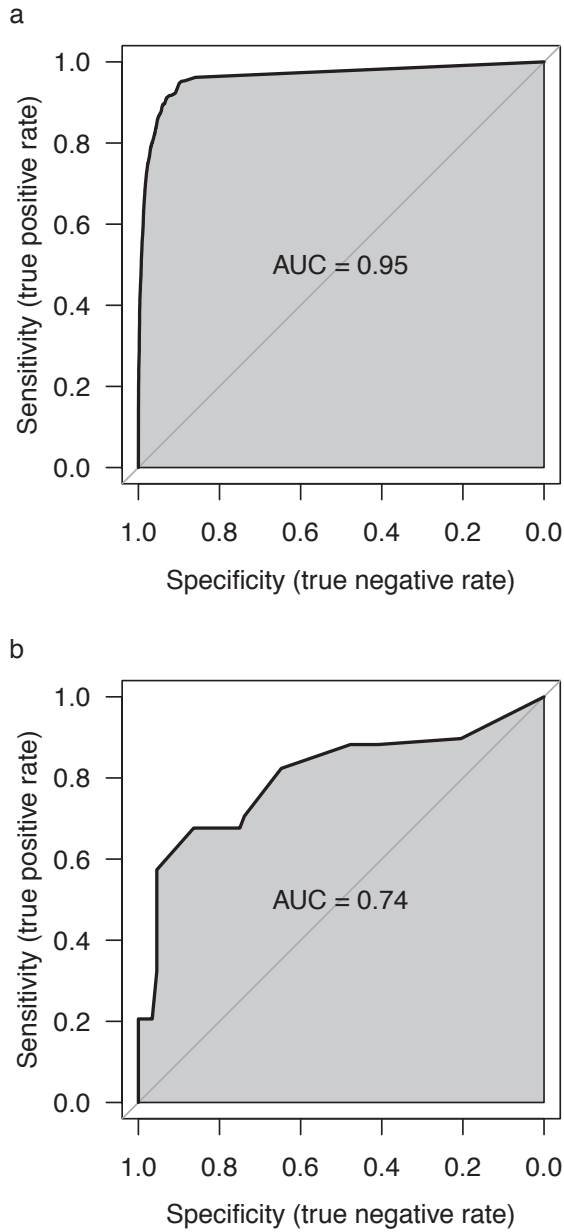 a
Sensitivity (true positive rate)
1.0
0.8
0.6
0.4
0.2
0.0
AUC = 0.95
1.0 0.8 0.6 0.4 0.2 0.0
Specificity (true negative rate)
b
Sensitivity (true positive rate)
1.0
0.8
0.6
0.4
0.2
0.0
AUC = 0.74
1.0 0.8 0.6 0.4 0.2 0.0
Specificity (true negative rate)